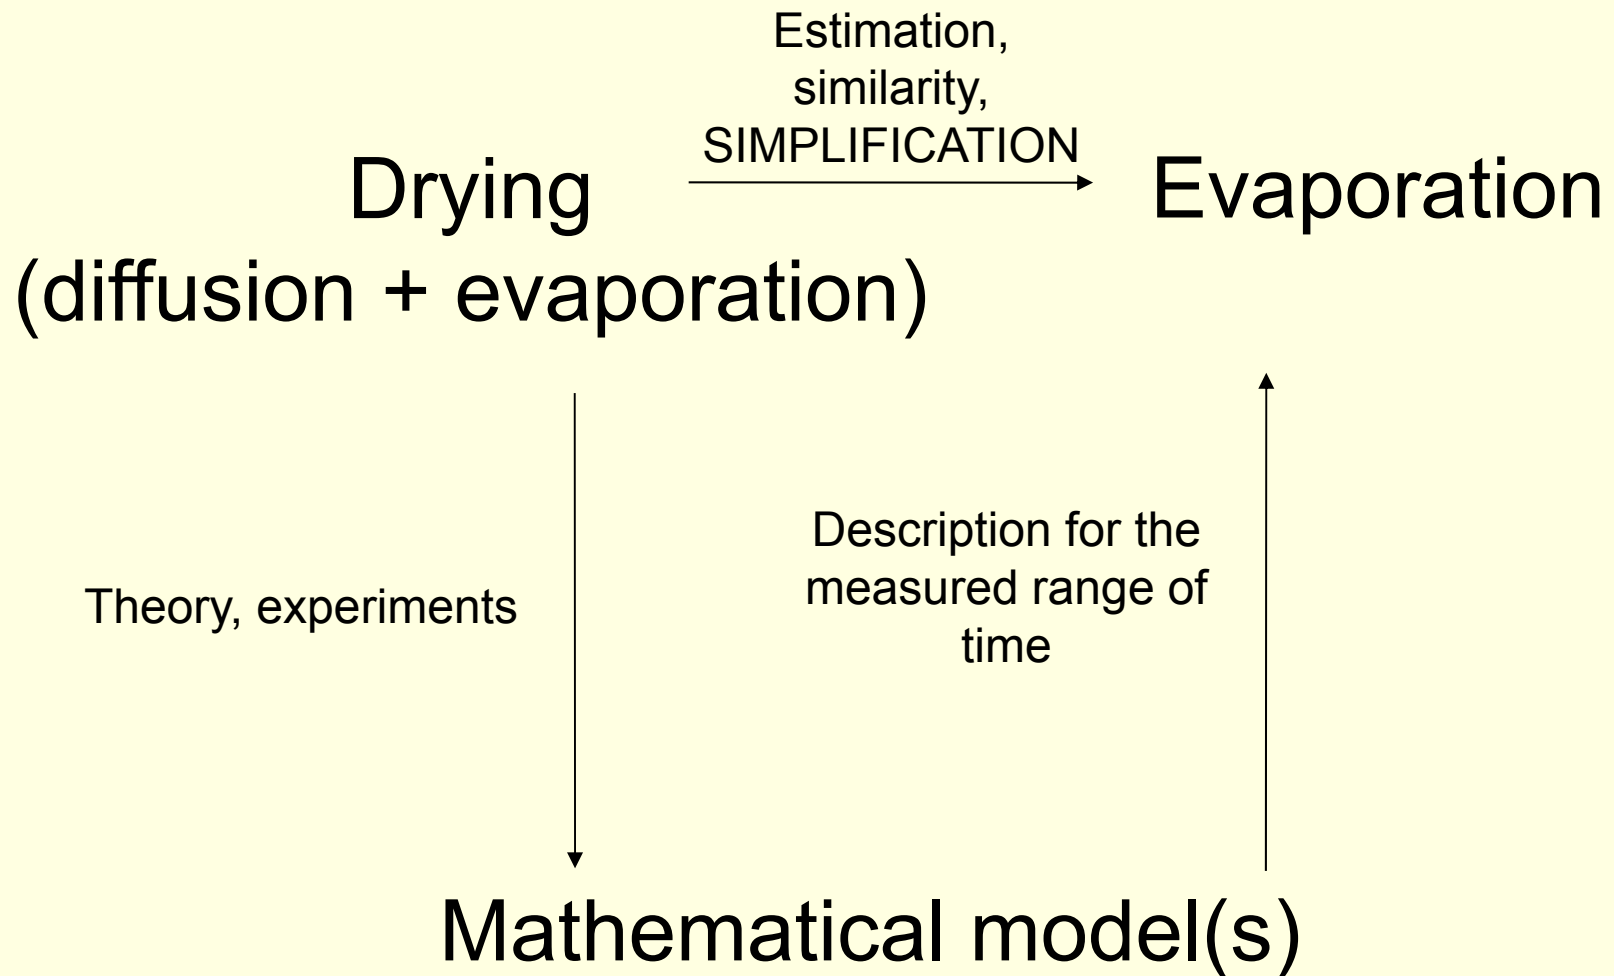 Estimation,
similarity,
SIMPLIFICATION
Drying
(diffusion + evaporation)
Evaporation
Theory, experiments
Description for the
measured range of
time
Mathematical model(s)